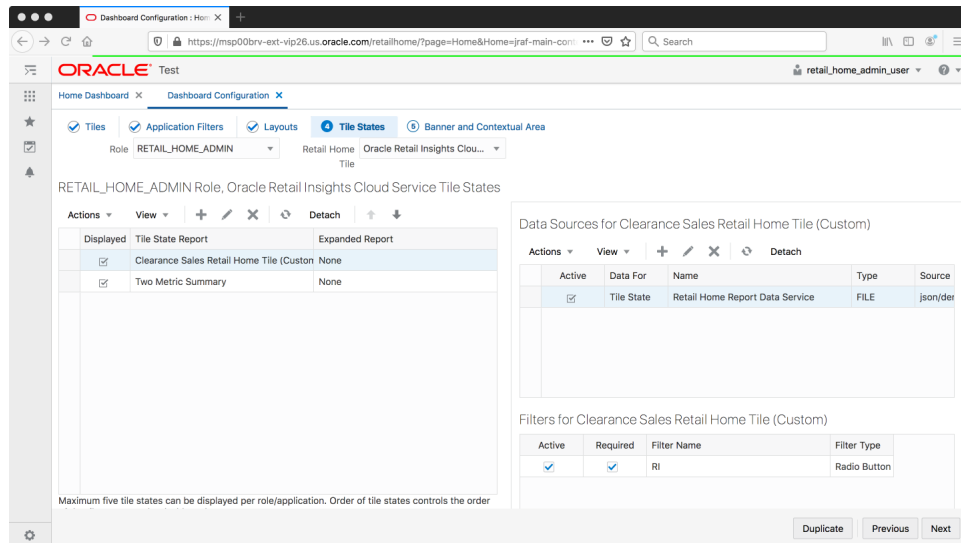 Dashboard Configuration : Hom
https://msp00brv-ext-vip26.us.oracle.com/retailhome/?page=Home&Home=jraf-main-cont
Search
ORACLE Test
retail_home_admin_user
Home Dashboard
Dashboard Configuration
Tiles
Application Filters
Layouts
4 Tile States
5 Banner and Contextual Area
Role RETAIL_HOME_ADMIN
Retail Home Tile Oracle Retail Insights Clou...
RETAIL_HOME_ADMIN Role, Oracle Retail Insights Cloud Service Tile States
Actions View Detach
Displayed Tile State Report Expanded Report
Clearance Sales Retail Home Tile (Custon None
Two Metric Summary None
Maximum five tile states can be displayed per role/application. Order of tile states controls the order
Data Sources for Clearance Sales Retail Home Tile (Custom)
Actions View Detach
Active Data For Name Type Source
Tile State Retail Home Report Data Service FILE json/der
Filters for Clearance Sales Retail Home Tile (Custom)
Active Required Filter Name Filter Type
RI Radio Button
Duplicate Previous Next